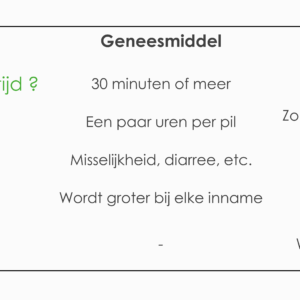 Geneesmiddel
ijd ?
30 minuten of meer
Zo
Een paar uren per pil
Misselijkheid, diarree, etc.
Wordt groter bij elke inname
-